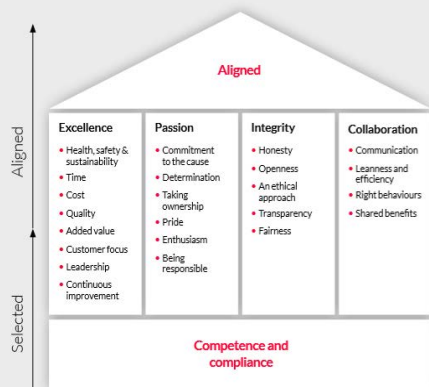 Aligned
Aligned
Selected
Excellence
• Health, safety &
sustainability
• Time
• Cost
• Quality
• Added value
• Customer focus
• Leadership
• Continuous
improvement
Passion
• Commitment
to the cause
• Determination
• Taking
ownership
• Pride
• Enthusiasm
• Being
responsible
Integrity
• Honesty
• Openness
• An ethical
approach
• Transparency
• Fairness
Collaboration
• Communication
• Leanness and
efficiency
• Right behaviours
• Shared benefits
Competence and
compliance